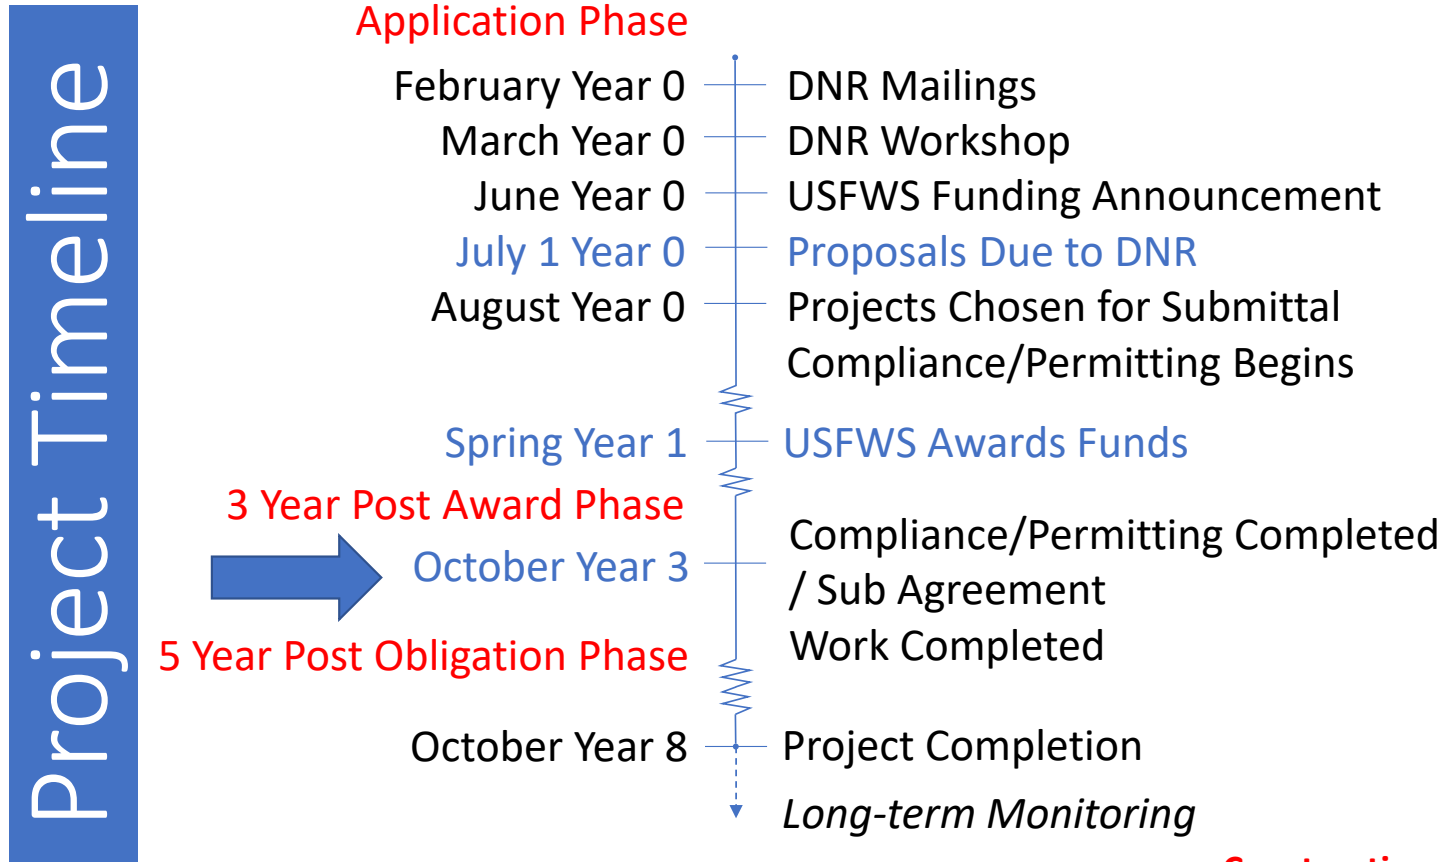 Project Timeline
Application Phase
February Year 0 DNR Mailings
March Year 0 DNR Workshop
June Year 0 USFWS Funding Announcement
July 1 Year 0 Proposals Due to DNR
August Year 0 Projects Chosen for Submittal
Compliance/Permitting Begins
Spring Year 1 USFWS Awards Funds
3 Year Post Award Phase
Compliance/Permitting Completed
October Year 3
/ Sub Agreement
Work Completed
5 Year Post Obligation Phase
October Year 8 Project Completion
Long-term Monitoring